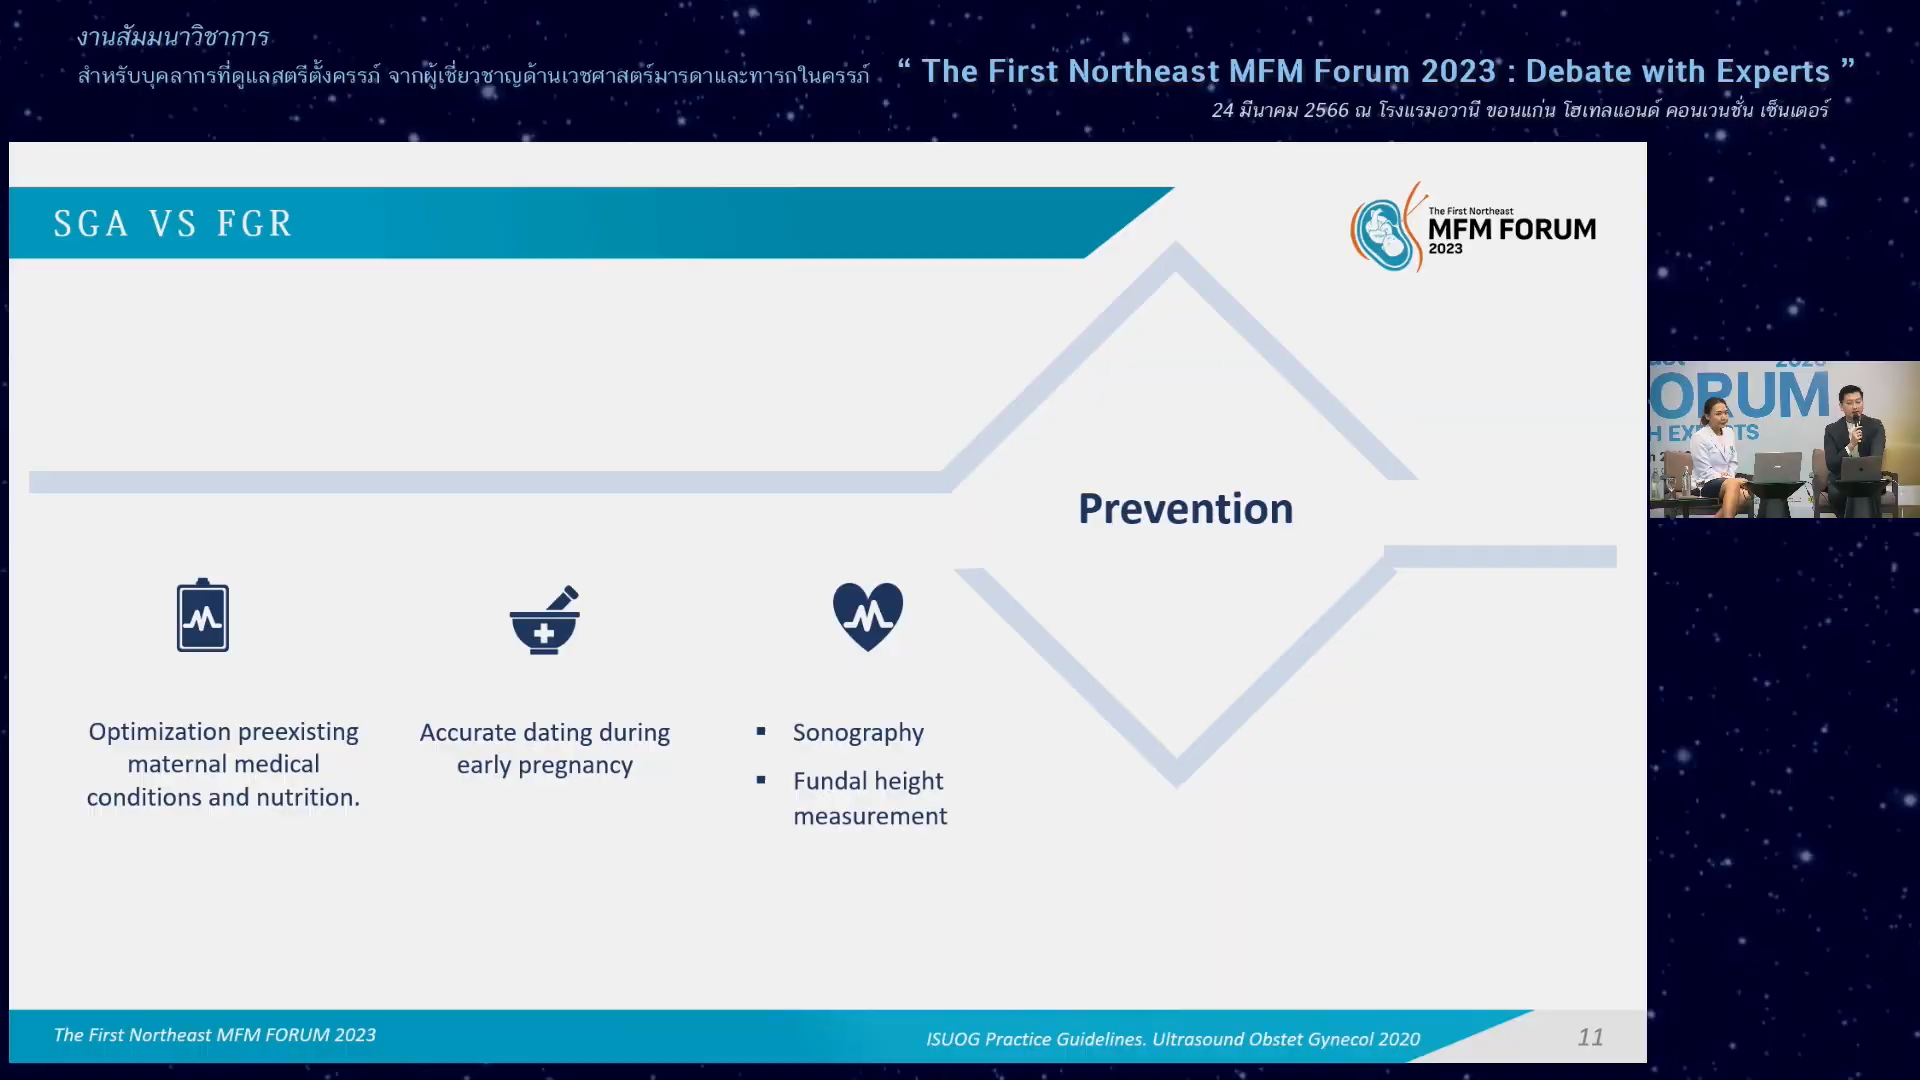 งานสัมมนาวิชาการ
สำหรับบุคลากรที่ดูแลสตรีตั้งครรภ์ จากผู้เชี่ยวชาญด้านเวชศาสตร์มารดาและทารกในครรภ์
“ The First Northeast MFM Forum 2023 : Debate with Experts ”
24 มีนาคม 2566 ณ โรงแรมอวานี ขอนแก่น โฮเทลแอนด์ คอนเวนชั่น เซ็นเตอร์
SGA VS FGR
The First Northeast
MFM FORUM
2023
Prevention
Optimization preexisting
maternal medical
conditions and nutrition.
Accurate dating during
early pregnancy
▪ Sonography
▪ Fundal height
measurement
ORUM
The First Northeast MFM FORUM 2023
ISUOG Practice Guidelines. Ultrasound Obstet Gynecol 2020
11